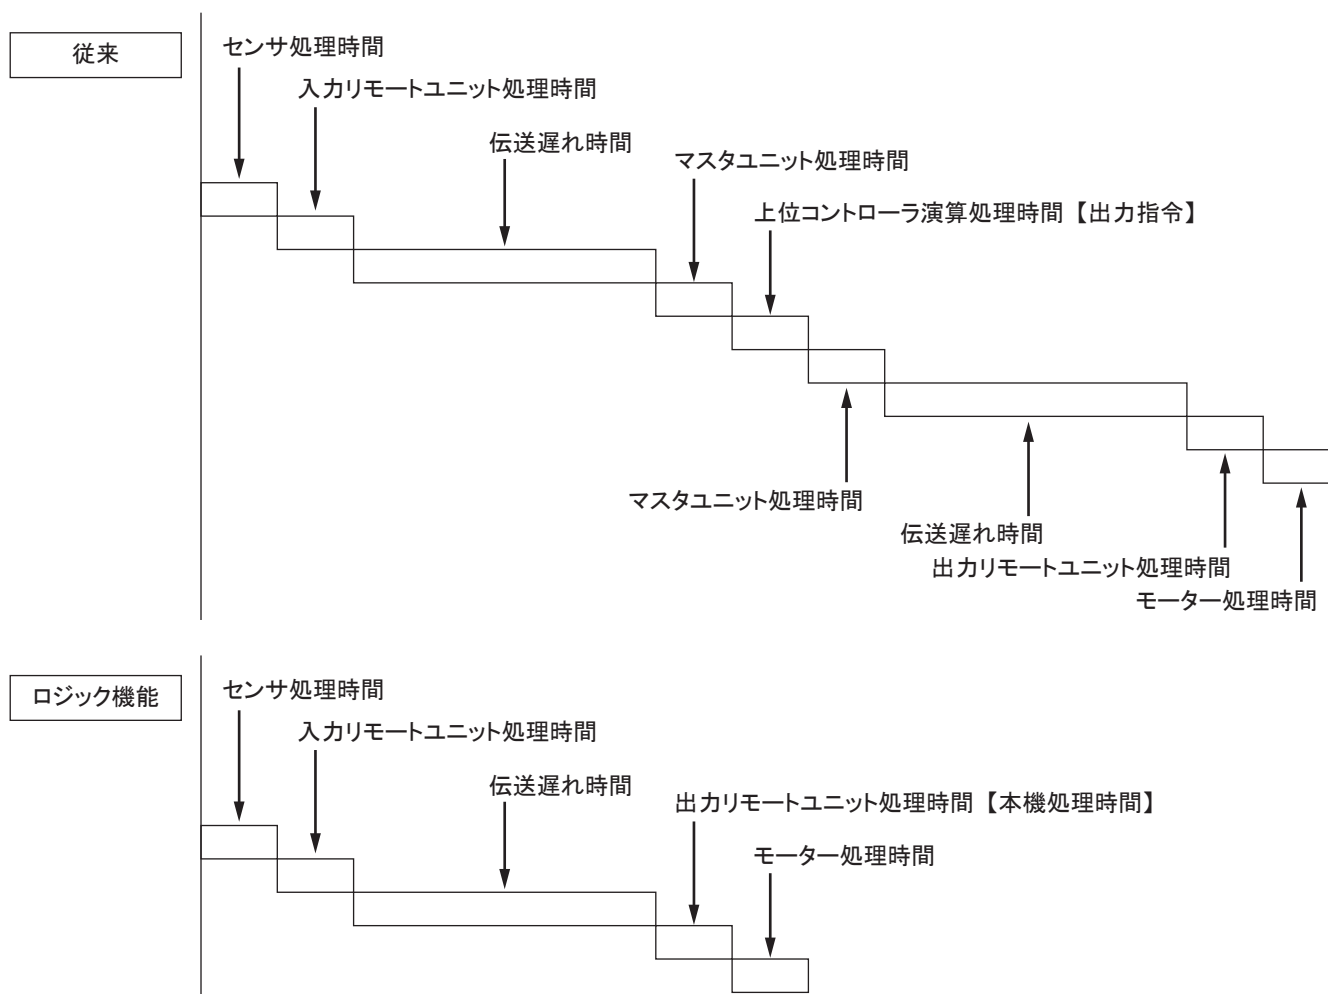 従来
センサ処理時間
入力リモートユニット処理時間
伝送遅れ時間
マスタユニット処理時間
上位コントローラ演算処理時間【出力指令】
マスタユニット処理時間
伝送遅れ時間
出力リモートユニット処理時間
モーター処理時間
ロジック機能
センサ処理時間
入力リモートユニット処理時間
伝送遅れ時間
出力リモートユニット処理時間【本機処理時間】
モーター処理時間